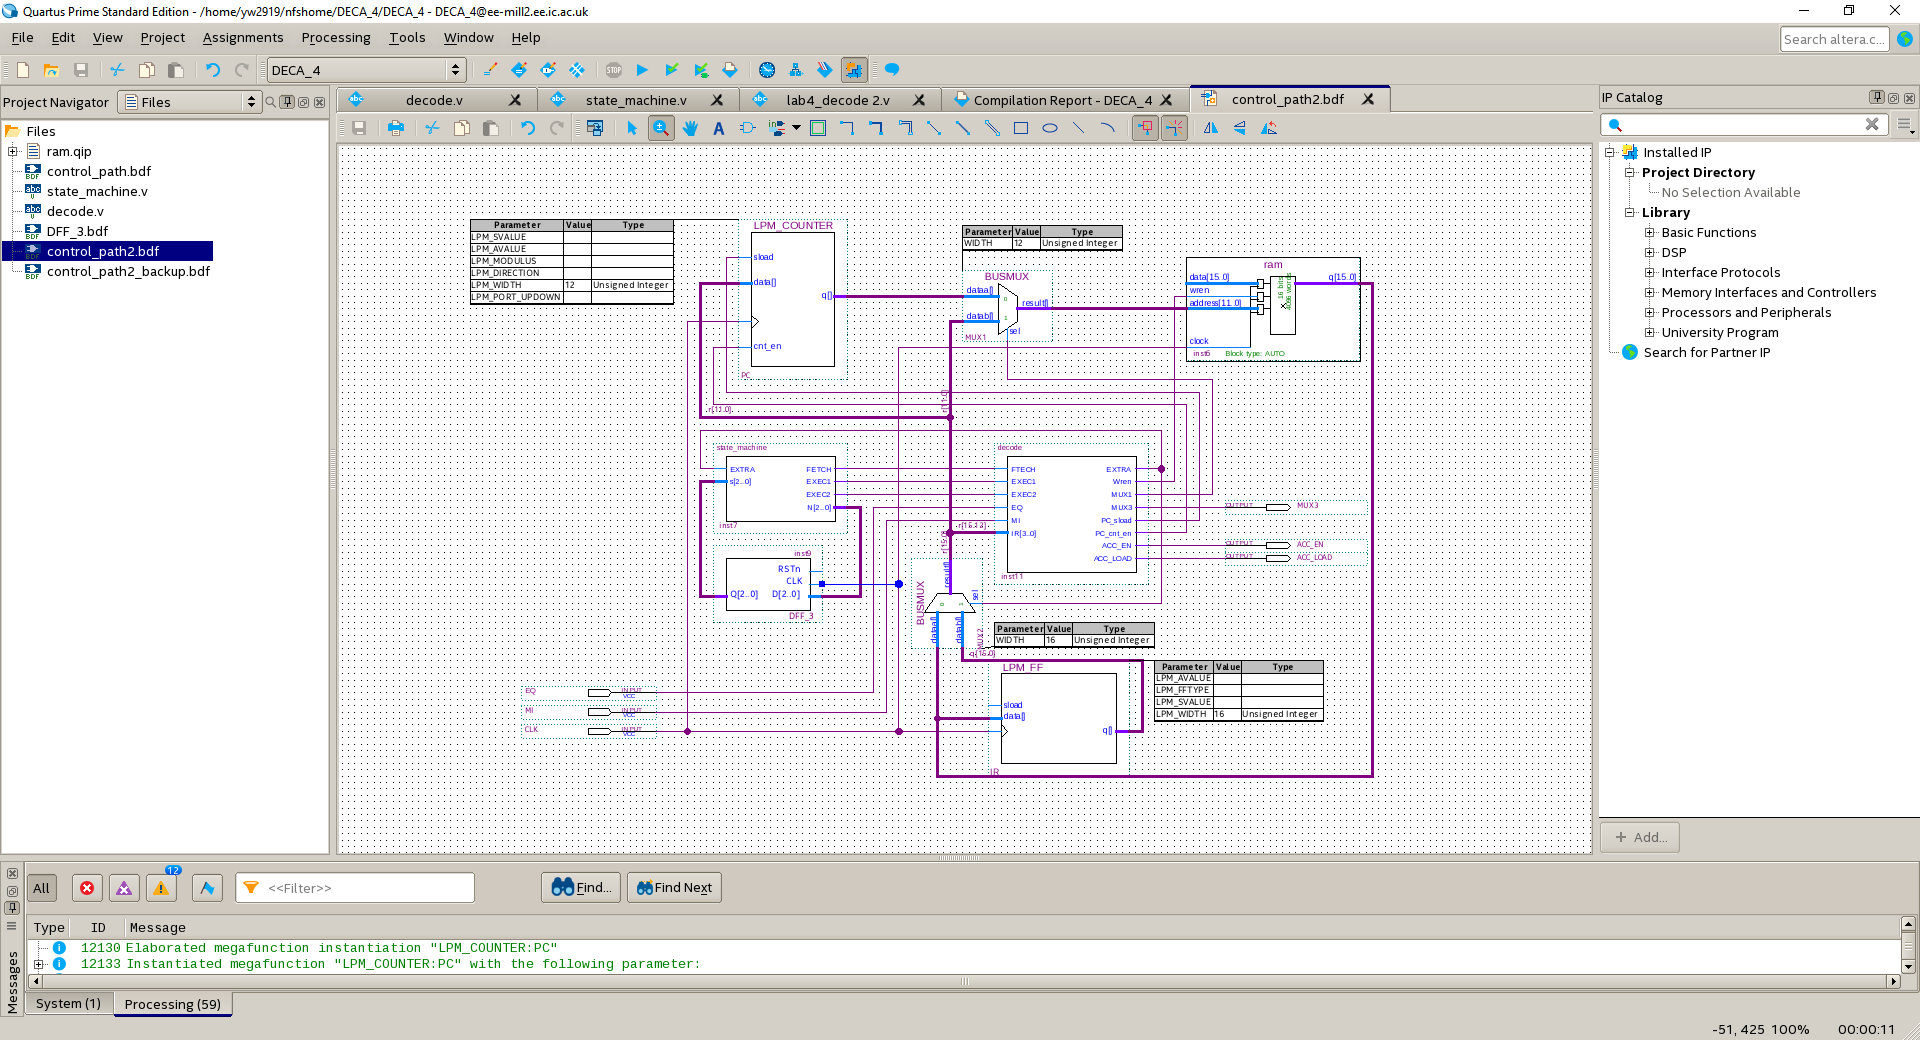 Quartus Prime Standard Edition - /home/yw2919/nfshome/DECA_4/DECA_4 - DECA_4@ee-mill2.ee.ic.ac.uk
File Edit View Project Assignments Processing Tools Window Help
Search altera.c...
DECA_4
Project Navigator Files
decode.v
state_machine.v
lab4_decode 2.v
Compilation Report - DECA_4
control_path2.bdf
IP Catalog
Files
ram.qip
control_path.bdf
state_machine.v
decode.v
DFF_3.bdf
control_path2.bdf
control_path2_backup.bdf
Installed IP
Project Directory
No Selection Available
Library
Basic Functions
DSP
Interface Protocols
Memory Interfaces and Controllers
Processors and Peripherals
University Program
Search for Partner IP
Add...
Parameter Value Type
LPM_SVALUE
LPM_AVALUE
LPM_MODULUS
LPM_DIRECTION
LPM_WIDTH 12 Unsigned Integer
LPM_PORT_UPDOWN
LPM_COUNTER
sload
data[]
q[]
cnt_en
PC
Parameter Value Type
WIDTH 12 Unsigned Integer
BUSMUX
dataa[]
result[]
datab[]
sel
MUX1
ram
data[15..0] q[15..0]
wren
address[11..0]
clock
inst6 Block type: AUTO
r[11..0]
state_machine
EXTRA FETCH
s[2..0] EXEC1
EXEC2
N[2..0]
inst7
decode
FTECH EXTRA
EXEC1 Wren
EXEC2 MUX1
EQ MUX3
MI PC_sload
IR[3..0] PC_cnt_en
ACC_EN
ACC_LOAD
inst11
r[15..12]
OUTPUT MUX3
OUTPUT ACC_EN
OUTPUT ACC_LOAD
inst9
RSTn
CLK
Q[2..0] D[2..0]
DFF_3
BUSMUX
result[]
sel
dataa[]
datab[]
MUX2
Parameter Value Type
WIDTH 16 Unsigned Integer
q[15..0]
LPM_FF
sload
data[]
q[]
IR
Parameter Value Type
LPM_AVALUE
LPM_FFTYPE
LPM_SVALUE
LPM_WIDTH 16 Unsigned Integer
EQ INPUT VCC
MI INPUT VCC
CLK INPUT VCC
All
12
<<Filter>>
Find...
Find Next
Type ID Message
12130 Elaborated megafunction instantiation "LPM_COUNTER:PC"
12133 Instantiated megafunction "LPM_COUNTER:PC" with the following parameter:
Messages
System (1) Processing (59)
-51, 425 100% 00:00:11